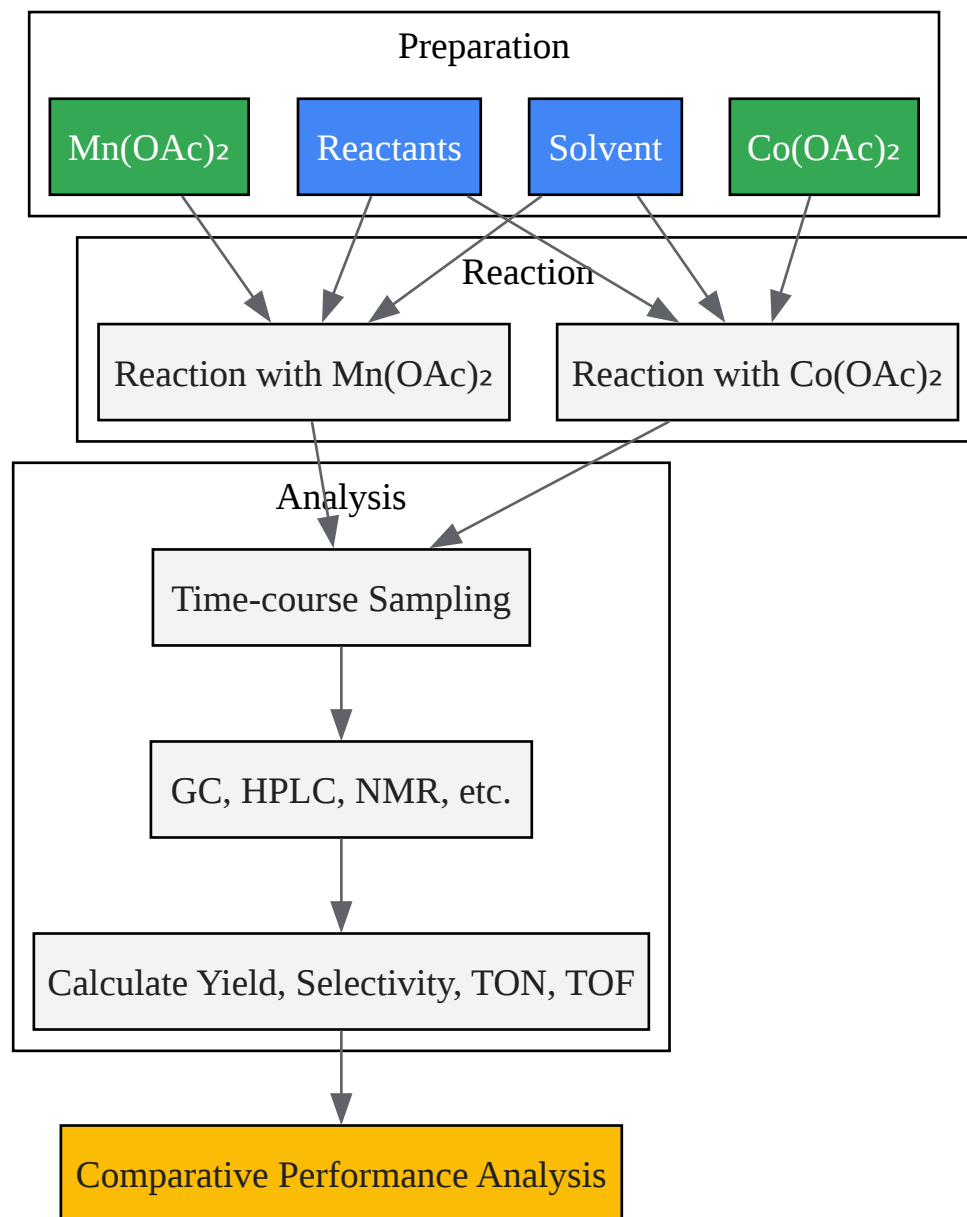 Preparation
Mn(OAc)₂
Reactants
Solvent
Co(OAc)₂
Reaction
Reaction with Mn(OAc)₂
Reaction with Co(OAc)₂
Analysis
Time-course Sampling
GC, HPLC, NMR, etc.
Calculate Yield, Selectivity, TON, TOF
Comparative Performance Analysis